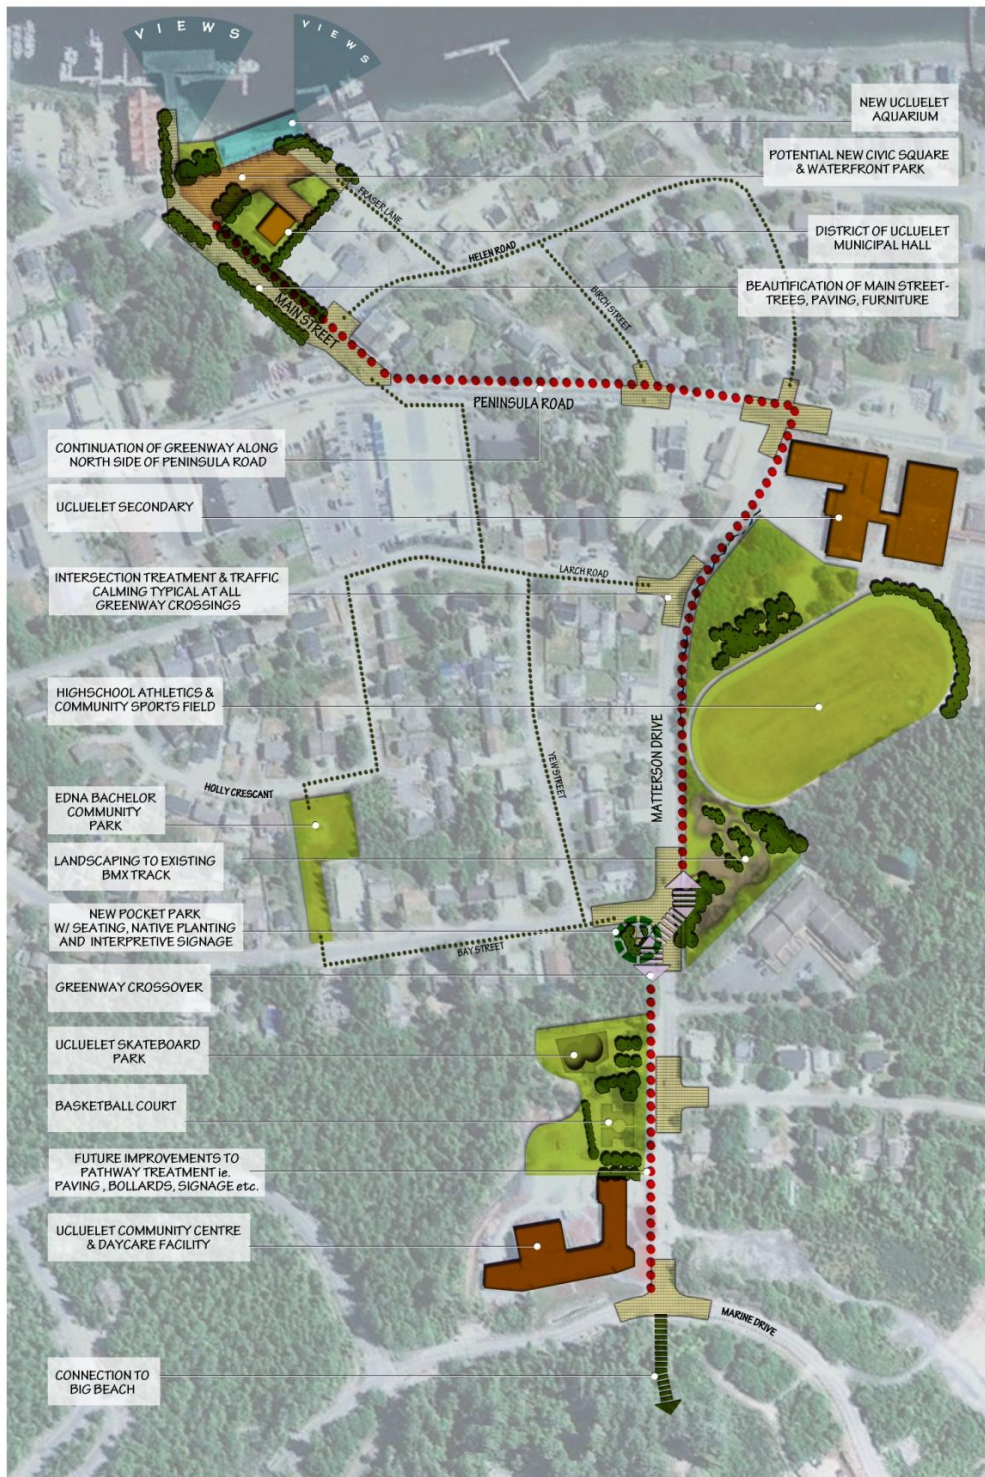 VIEWS
VIEWS
NEW UCLUELET
AQUARIUM
POTENTIAL NEW CIVIC SQUARE
& WATERFRONT PARK
DISTRICT OF UCLUELET
MUNICIPAL HALL
BEAUTIFICATION OF MAIN STREET-
TREES, PAVING, FURNITURE
FRASER LANE
HELEN ROAD
BIRCH STREET
MAIN STREET
PENINSULA ROAD
CONTINUATION OF GREENWAY ALONG
NORTH SIDE OF PENINSULA ROAD
UCLUELET SECONDARY
INTERSECTION TREATMENT & TRAFFIC
CALMING TYPICAL AT ALL
GREENWAY CROSSINGS
LARCH ROAD
HIGHSCHOOL ATHLETICS &
COMMUNITY SPORTS FIELD
MATTERSON DRIVE
YEW STREET
HOLLY CRESCANT
EDNA BACHELOR
COMMUNITY
PARK
LANDSCAPING TO EXISTING
BMX TRACK
NEW POCKET PARK
W/ SEATING, NATIVE PLANTING
AND INTERPRETIVE SIGNAGE
BAY STREET
GREENWAY CROSSOVER
UCLUELET SKATEBOARD
PARK
BASKETBALL COURT
FUTURE IMPROVEMENTS TO
PATHWAY TREATMENT ie.
PAVING , BOLLARDS, SIGNAGE etc.
UCLUELET COMMUNITY CENTRE
& DAYCARE FACILITY
MARINE DRIVE
CONNECTION TO
BIG BEACH